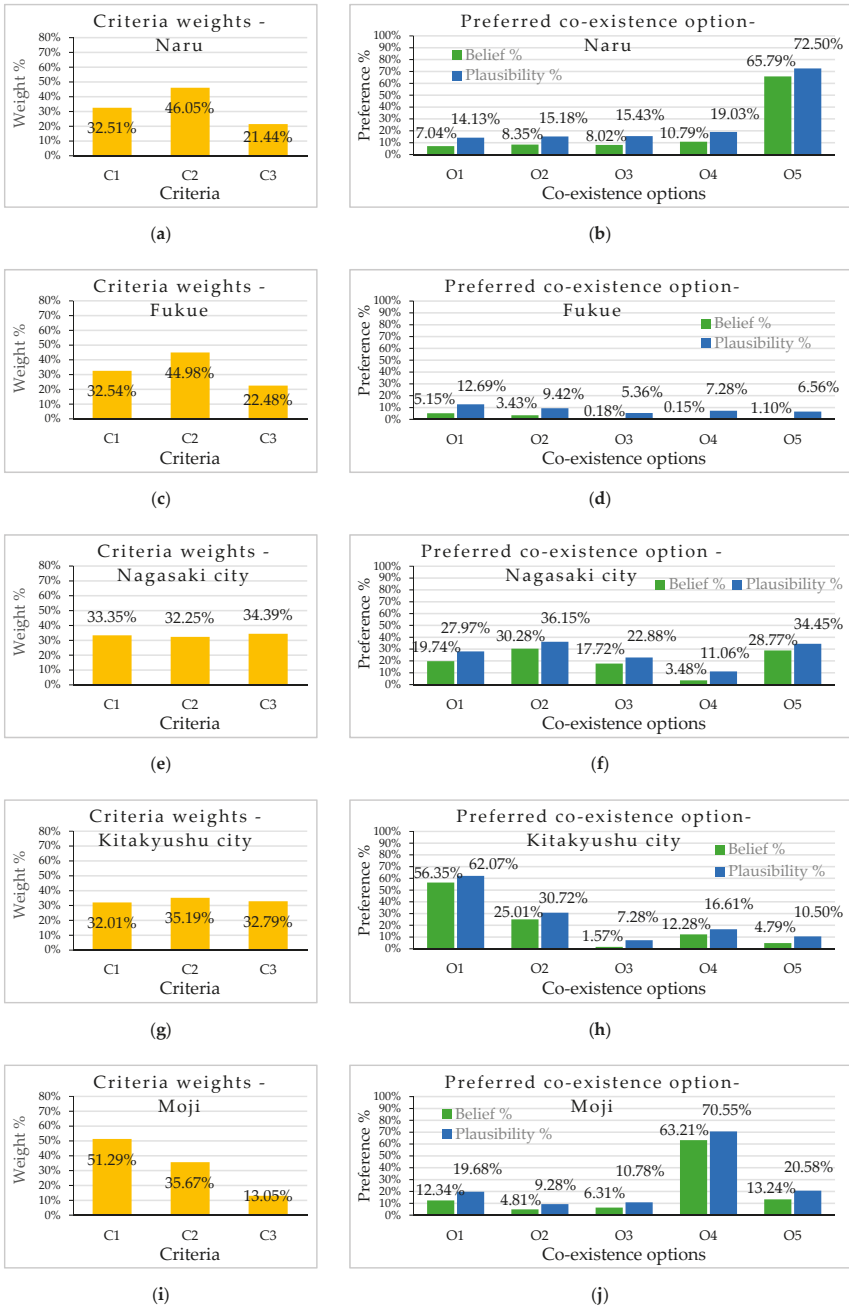 Criteria weights -
Naru
Weight %
80%
70%
60%
50%
40%
30%
20%
10%
0%
32.51%
46.05%
21.44%
C1 C2 C3
Criteria
(a)
Preferred co-existence option-
Naru
Belief %
Plausibility %
Preference %
100%
90%
80%
70%
60%
50%
40%
30%
20%
10%
0%
7.04% 14.13% 8.35% 15.18% 8.02% 15.43% 10.79% 19.03% 65.79% 72.50%
O1 O2 O3 O4 O5
Co-existence options
(b)
Criteria weights -
Fukue
Weight %
80%
70%
60%
50%
40%
30%
20%
10%
0%
32.54%
44.98%
22.48%
C1 C2 C3
Criteria
(c)
Preferred co-existence option-
Fukue
Belief %
Plausibility %
Preference %
100%
90%
80%
70%
60%
50%
40%
30%
20%
10%
0%
5.15% 12.69% 3.43% 9.42% 0.18% 5.36% 0.15% 7.28% 1.10% 6.56%
O1 O2 O3 O4 O5
Co-existence options
(d)
Criteria weights -
Nagasaki city
Weight %
80%
70%
60%
50%
40%
30%
20%
10%
0%
33.35% 32.25% 34.39%
C1 C2 C3
Criteria
(e)
Preferred co-existence option -
Nagasaki city
Belief % Plausibility %
Preference %
100%
90%
80%
70%
60%
50%
40%
30%
20%
10%
0%
19.74% 27.97% 30.28% 36.15% 17.72% 22.88% 3.48% 11.06% 28.77% 34.45%
O1 O2 O3 O4 O5
Co-existence options
(f)
Criteria weights -
Kitakyushu city
Weight %
80%
70%
60%
50%
40%
30%
20%
10%
0%
32.01% 35.19% 32.79%
C1 C2 C3
Criteria
(g)
Preferred co-existence option-
Kitakyushu city
Belief %
Plausibility %
Preference %
100%
90%
80%
70%
60%
50%
40%
30%
20%
10%
0%
56.35% 62.07% 25.01% 30.72% 1.57% 7.28% 12.28% 16.61% 4.79% 10.50%
O1 O2 O3 O4 O5
Co-existence options
(h)
Criteria weights -
Moji
Weight %
80%
70%
60%
50%
40%
30%
20%
10%
0%
51.29%
35.67%
13.05%
C1 C2 C3
Criteria
(i)
Preferred co-existence option-
Moji
Belief %
Plausibility %
Preference %
100%
90%
80%
70%
60%
50%
40%
30%
20%
10%
0%
12.34% 19.68% 4.81% 9.28% 6.31% 10.78% 63.21% 70.55% 13.24% 20.58%
O1 O2 O3 O4 O5
Co-existence options
(j)